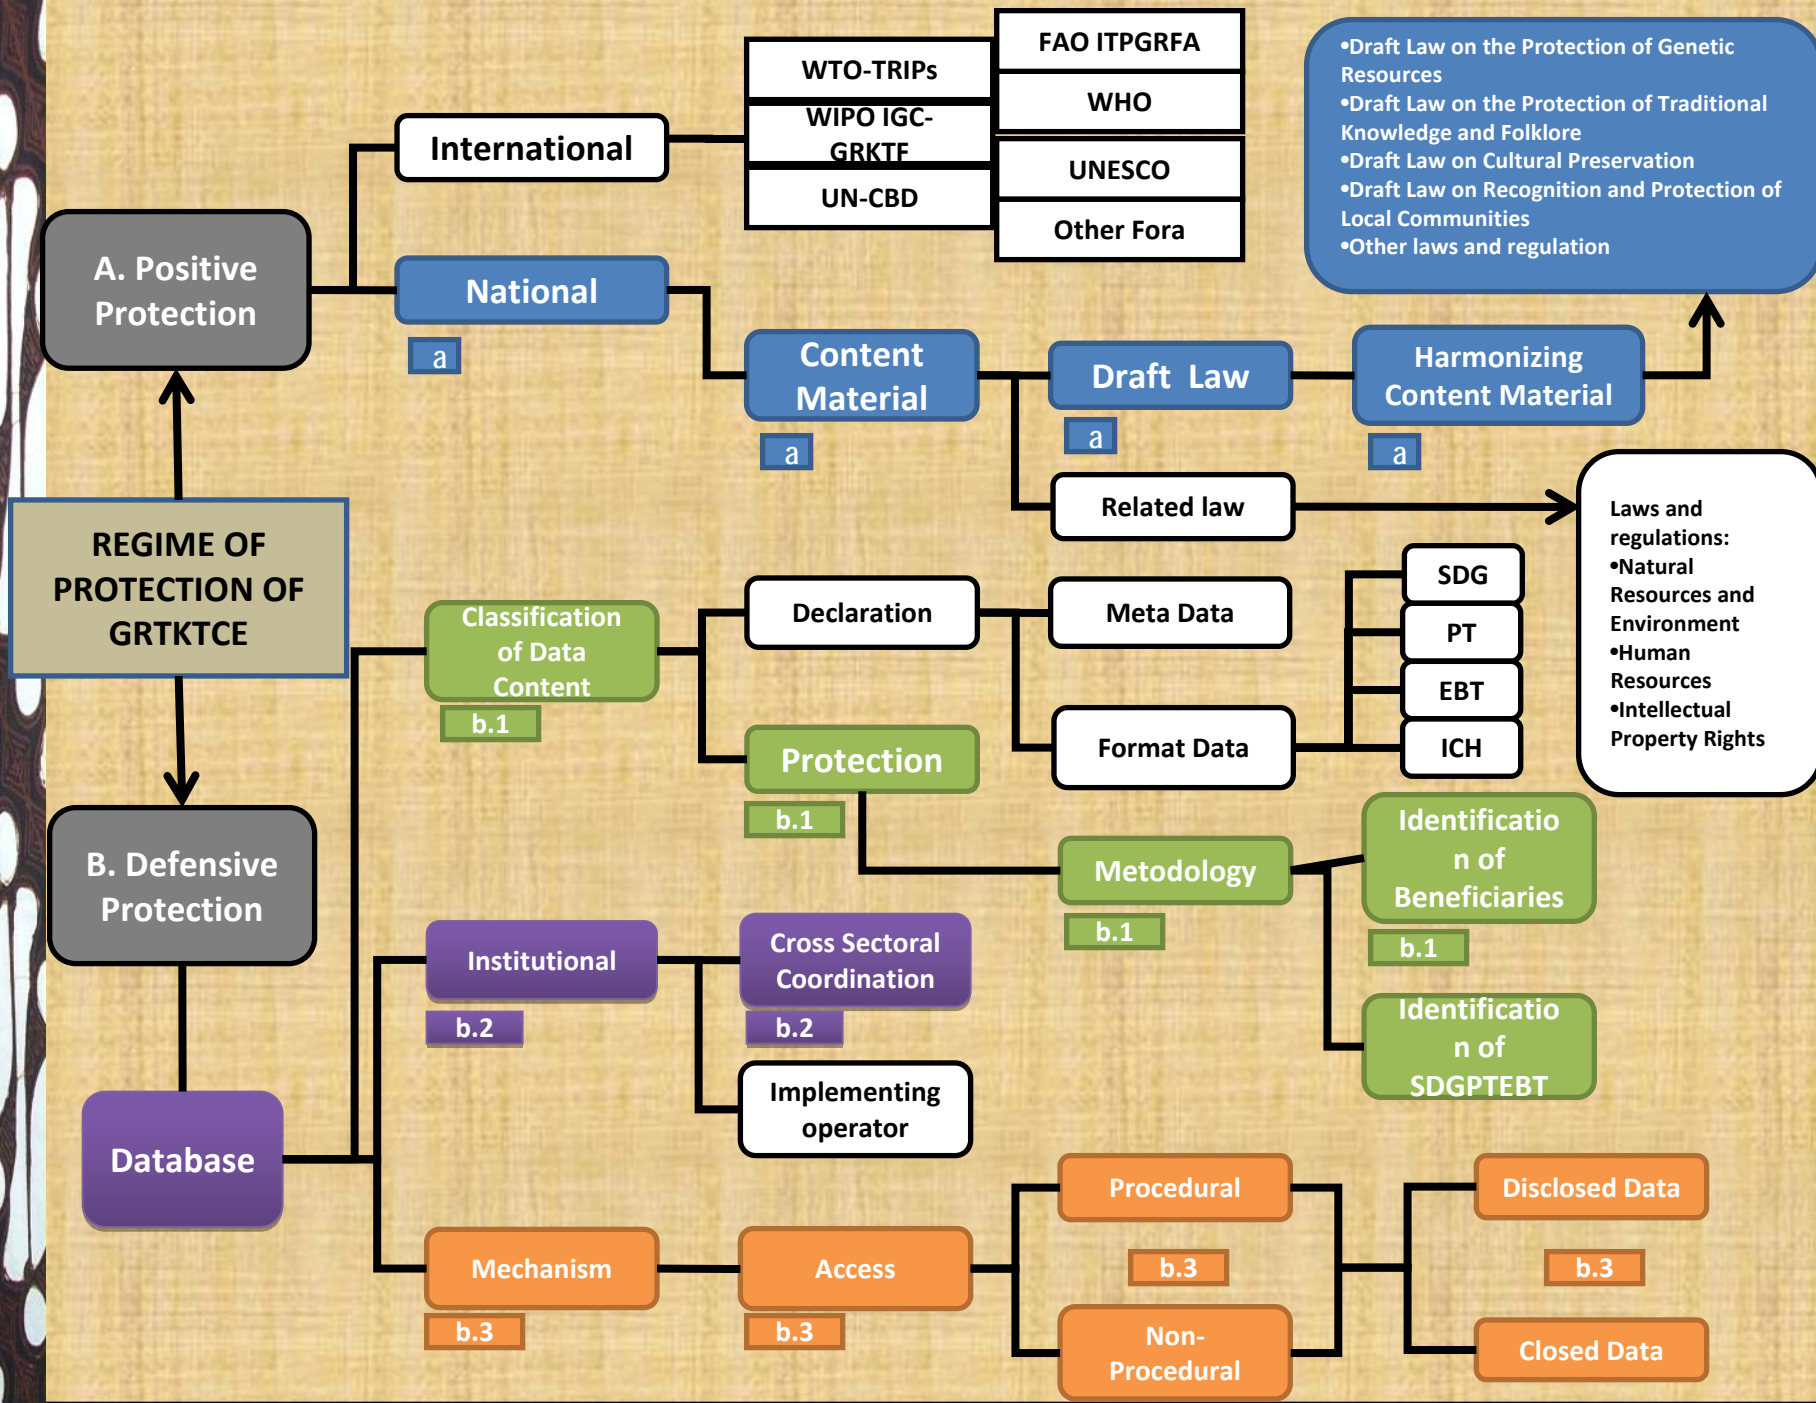 FAO ITPGRFA
WTO-TRIPs
WHO
WIPO IGC-
GRKTF
UNESCO
UN-CBD
Other Fora
International
•Draft Law on the Protection of Genetic
Resources
•Draft Law on the Protection of Traditional
Knowledge and Folklore
•Draft Law on Cultural Preservation
•Draft Law on Recognition and Protection of
Local Communities
•Other laws and regulation
A. Positive
Protection
National
a
Content
Material
a
Draft  Law
a
Harmonizing
Content Material
a
Related law
Laws and
regulations:
•Natural
Resources and
Environment
•Human
Resources
•Intellectual
Property Rights
REGIME OF
PROTECTION OF
GRTKTCE
Classification
of Data
Content
b.1
Declaration
Meta Data
Format Data
SDG
PT
EBT
ICH
Protection
b.1
Metodology
b.1
Identificatio
n of
Beneficiaries
b.1
Identificatio
n of
SDGPTEBT
B. Defensive
Protection
Institutional
b.2
Cross Sectoral
Coordination
b.2
Implementing
operator
Database
Mechanism
b.3
Access
b.3
Procedural
b.3
Non-
Procedural
Disclosed Data
b.3
Closed Data